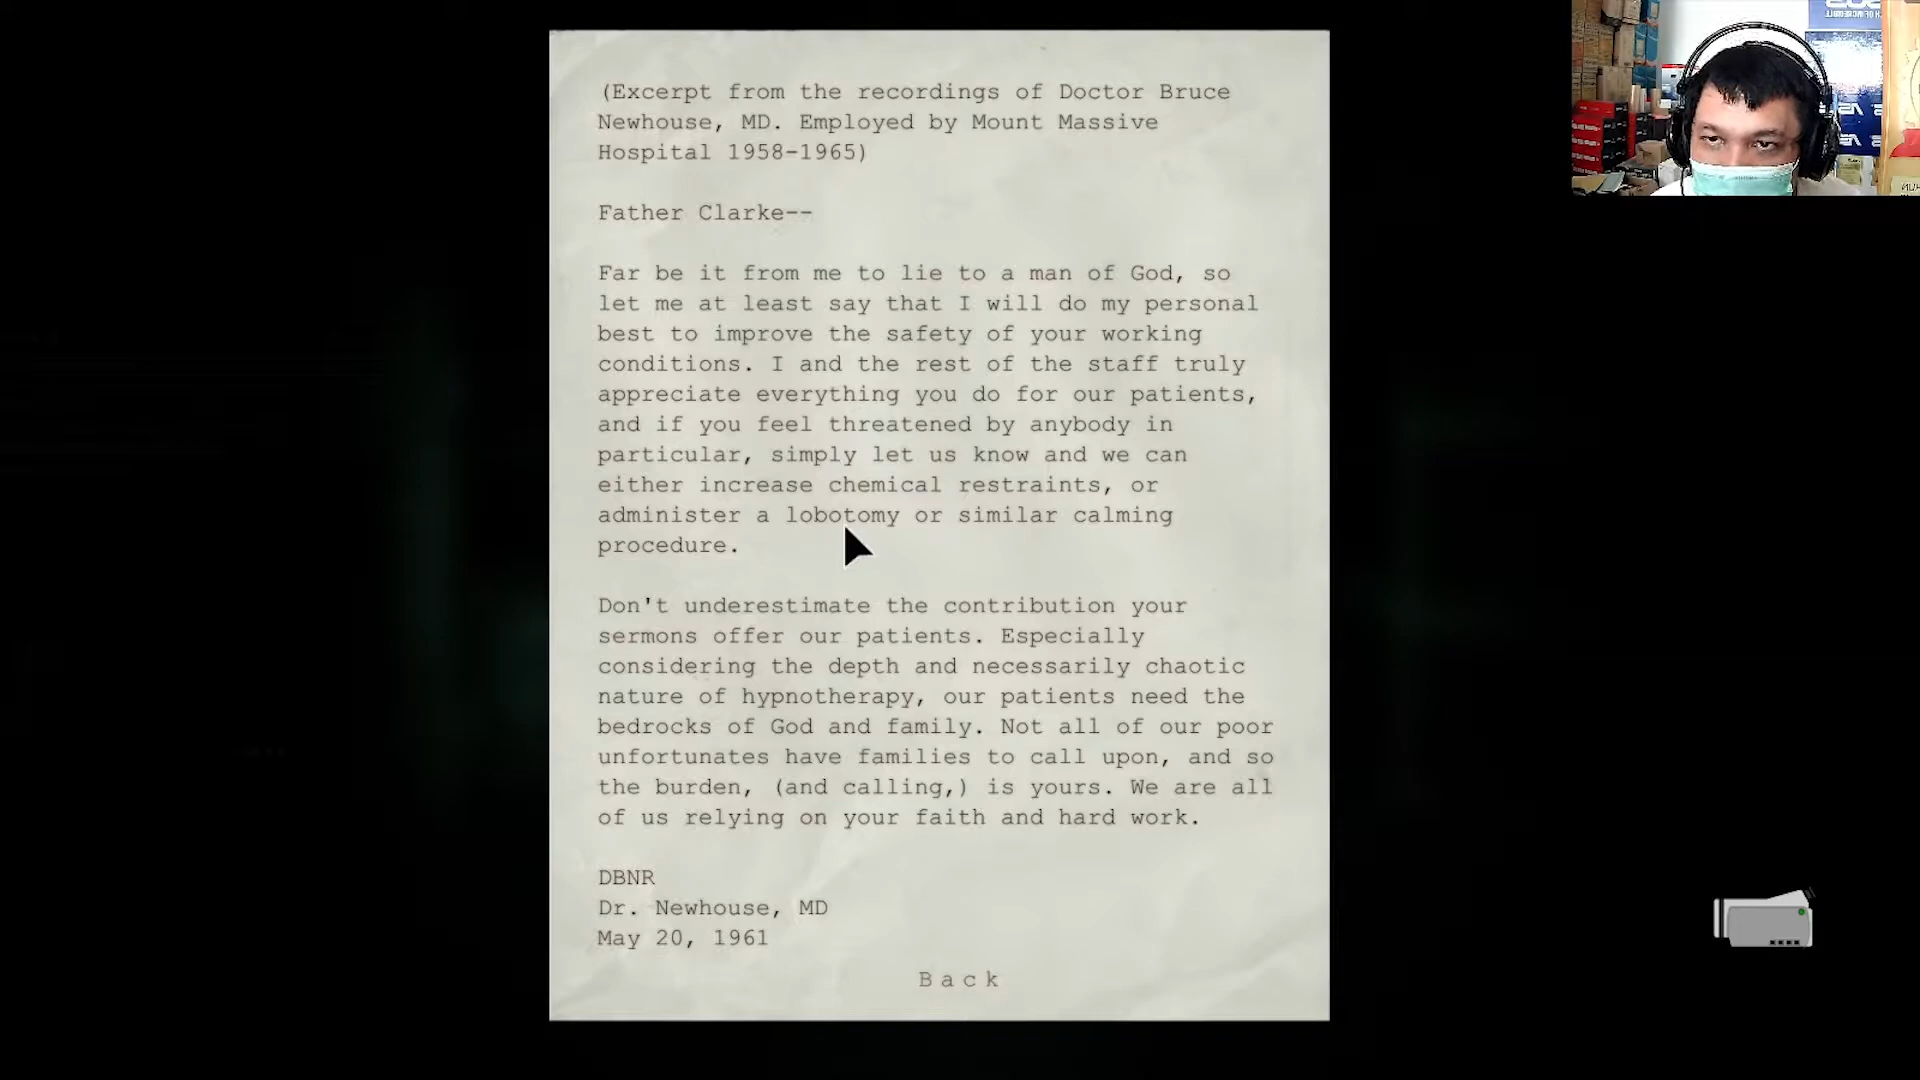 (Excerpt from the recordings of Doctor Bruce
Newhouse, MD. Employed by Mount Massive
Hospital 1958-1965)
Father Clarke--
Far be it from me to lie to a man of God, so
let me at least say that I will do my personal
best to improve the safety of your working
conditions. I and the rest of the staff truly
appreciate everything you do for our patients,
and if you feel threatened by anybody in
particular, simply let us know and we can
either increase chemical restraints, or
administer a lobotomy or similar calming
procedure.
Don't underestimate the contribution your
sermons offer our patients. Especially
considering the depth and necessarily chaotic
nature of hypnotherapy, our patients need the
bedrocks of God and family. Not all of our poor
unfortunates have families to call upon, and so
the burden, (and calling,) is yours. We are all
of us relying on your faith and hard work.
DBNR
Dr. Newhouse, MD
May 20, 1961
Back